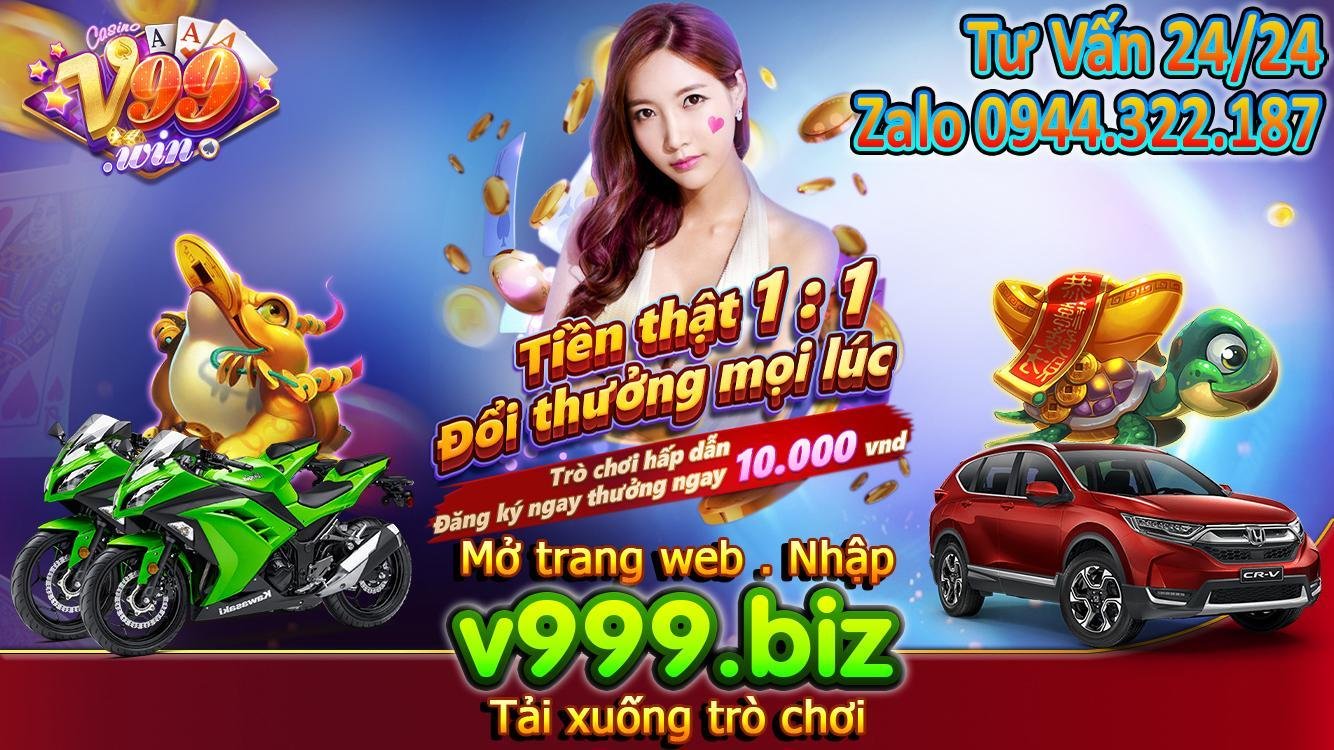 Casino
A A A
V99
.win
Tư Vấn 24/24
Zalo 0944.322.187
Tiền thật 1 : 1
Đổi thưởng mọi lúc
Trò chơi hấp dẫn
Đăng ký ngay thưởng ngay 10.000 vnd
Mở trang web . Nhập
v999.biz
Tải xuống trò chơi
Kawasaki
CR-V